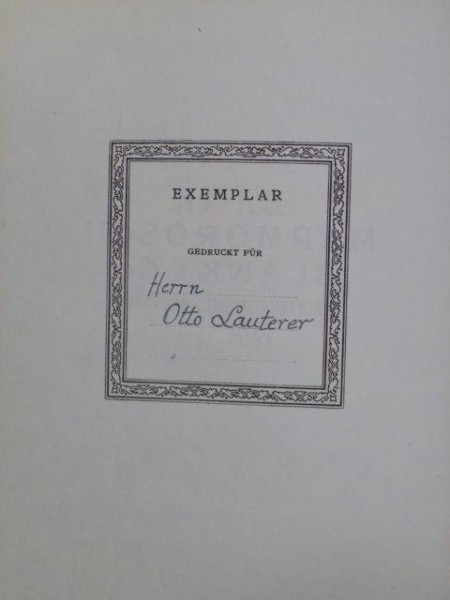 EXEMPLAR
GEDRUCKT FÜR
Herrn
Otto Lauterer